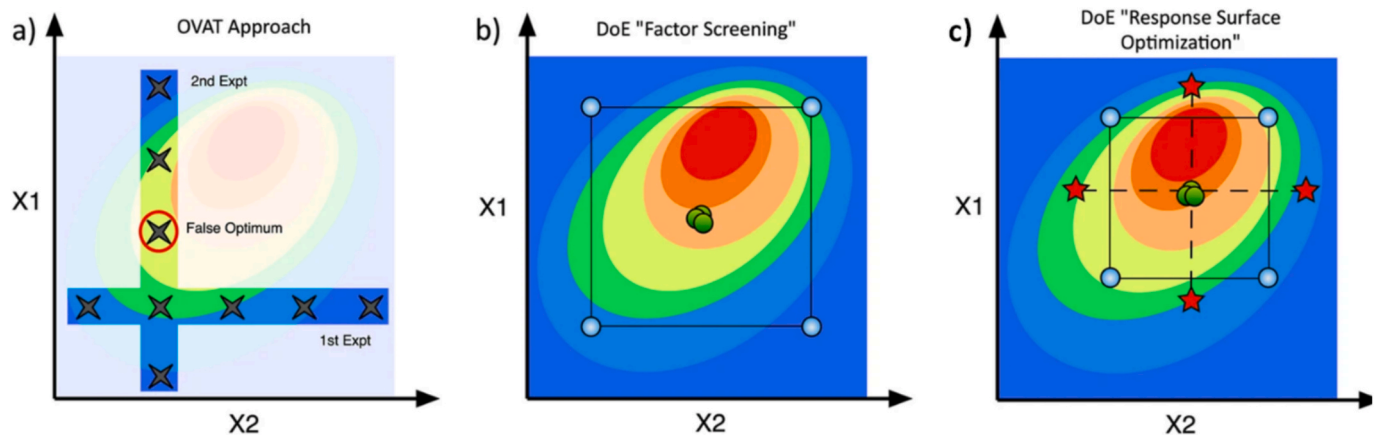 a)
OVAT Approach
2nd Expt
False Optimum
1st Expt
X1
X2
b)
DoE "Factor Screening"
X1
X2
c)
DoE "Response Surface
Optimization"
X1
X2